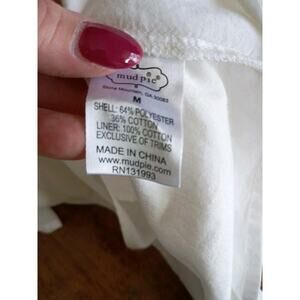 mud pie
®
Stone Mountain, GA 30083
M
SHELL: 64% POLYESTER
36% COTTON
LINER: 100% COTTON
EXCLUSIVE OF TRIMS
MADE IN CHINA
www.mudpie.com
RN131993